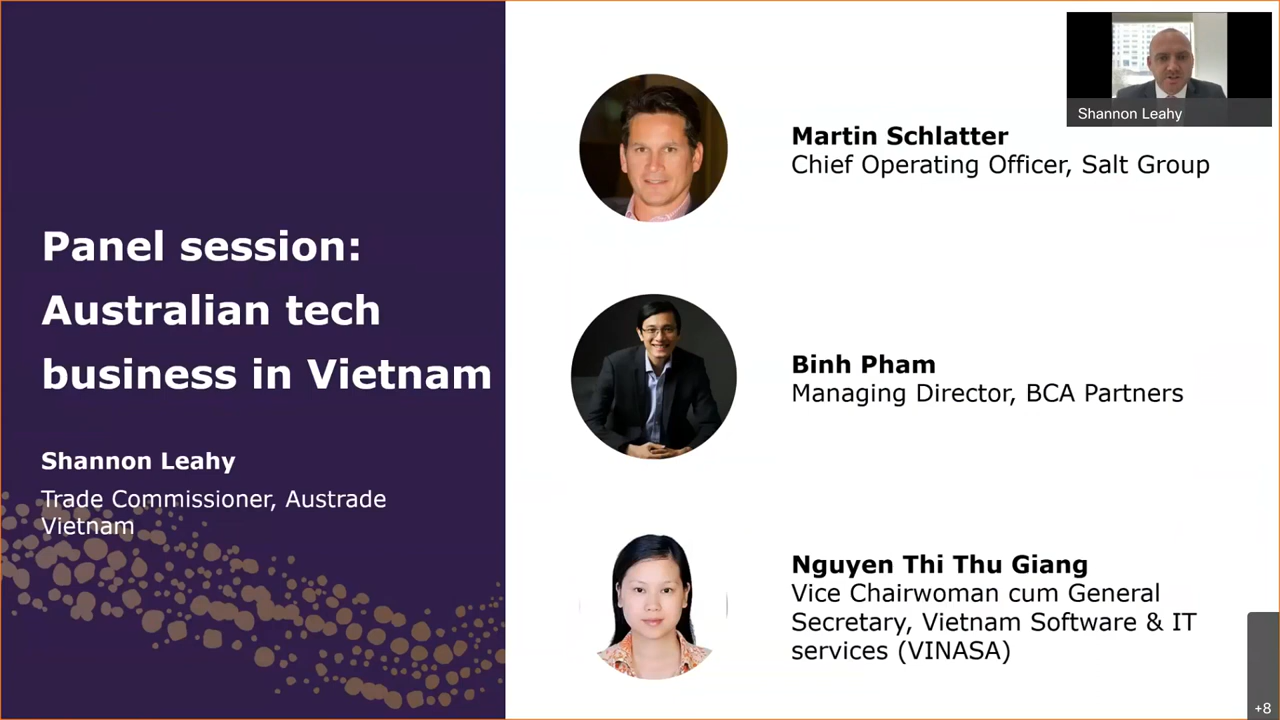 Panel session:
Australian tech
business in Vietnam
Shannon Leahy
Trade Commissioner, Austrade
Vietnam
Martin Schlatter
Chief Operating Officer, Salt Group
Binh Pham
Managing Director, BCA Partners
Nguyen Thi Thu Giang
Vice Chairwoman cum General
Secretary, Vietnam Software & IT
services (VINASA)
Shannon Leahy
+8